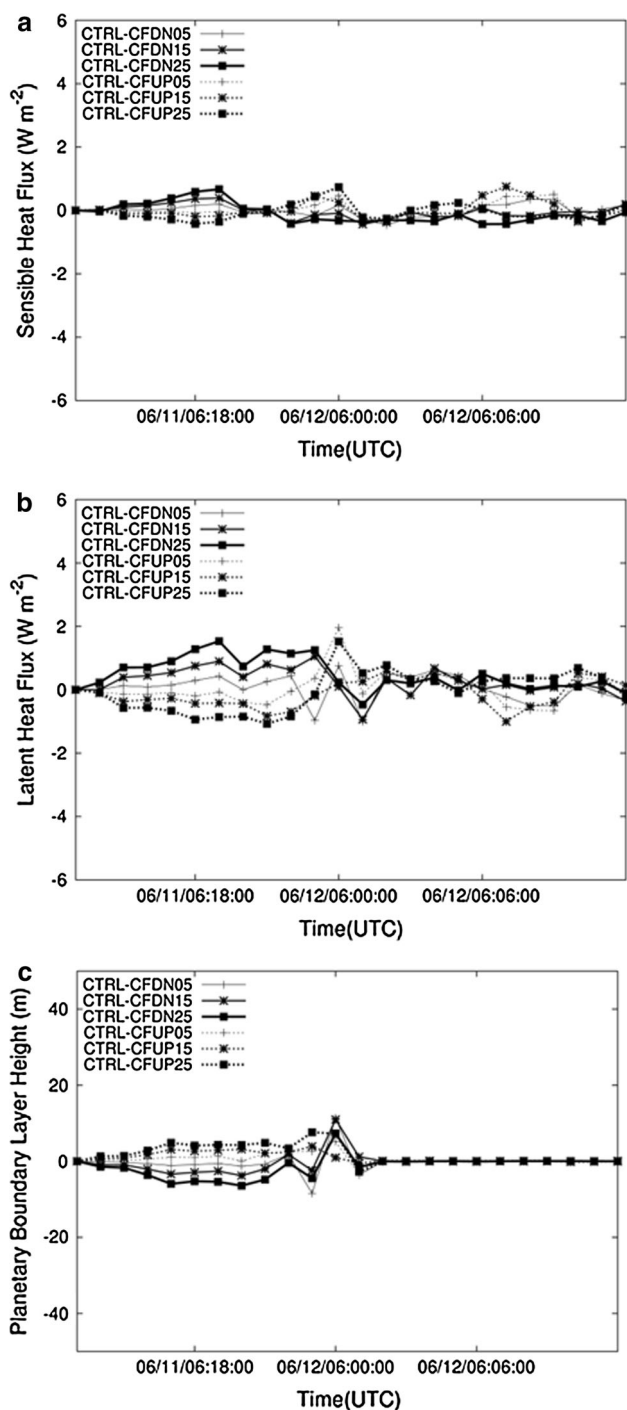 a
Sensible Heat Flux (W m-2)
6
4
2
0
-2
-4
-6
CTRL-CFDN05
CTRL-CFDN15
CTRL-CFDN25
CTRL-CFUP05
CTRL-CFUP15
CTRL-CFUP25
06/11/06:18:00 06/12/06:00:00 06/12/06:06:00
Time(UTC)
b
Latent Heat Flux (W m-2)
6
4
2
0
-2
-4
-6
CTRL-CFDN05
CTRL-CFDN15
CTRL-CFDN25
CTRL-CFUP05
CTRL-CFUP15
CTRL-CFUP25
06/11/06:18:00 06/12/06:00:00 06/12/06:06:00
Time(UTC)
c
Planetary Boundary Layer Height (m)
40
20
0
-20
-40
CTRL-CFDN05
CTRL-CFDN15
CTRL-CFDN25
CTRL-CFUP05
CTRL-CFUP15
CTRL-CFUP25
06/11/06:18:00 06/12/06:00:00 06/12/06:06:00
Time(UTC)